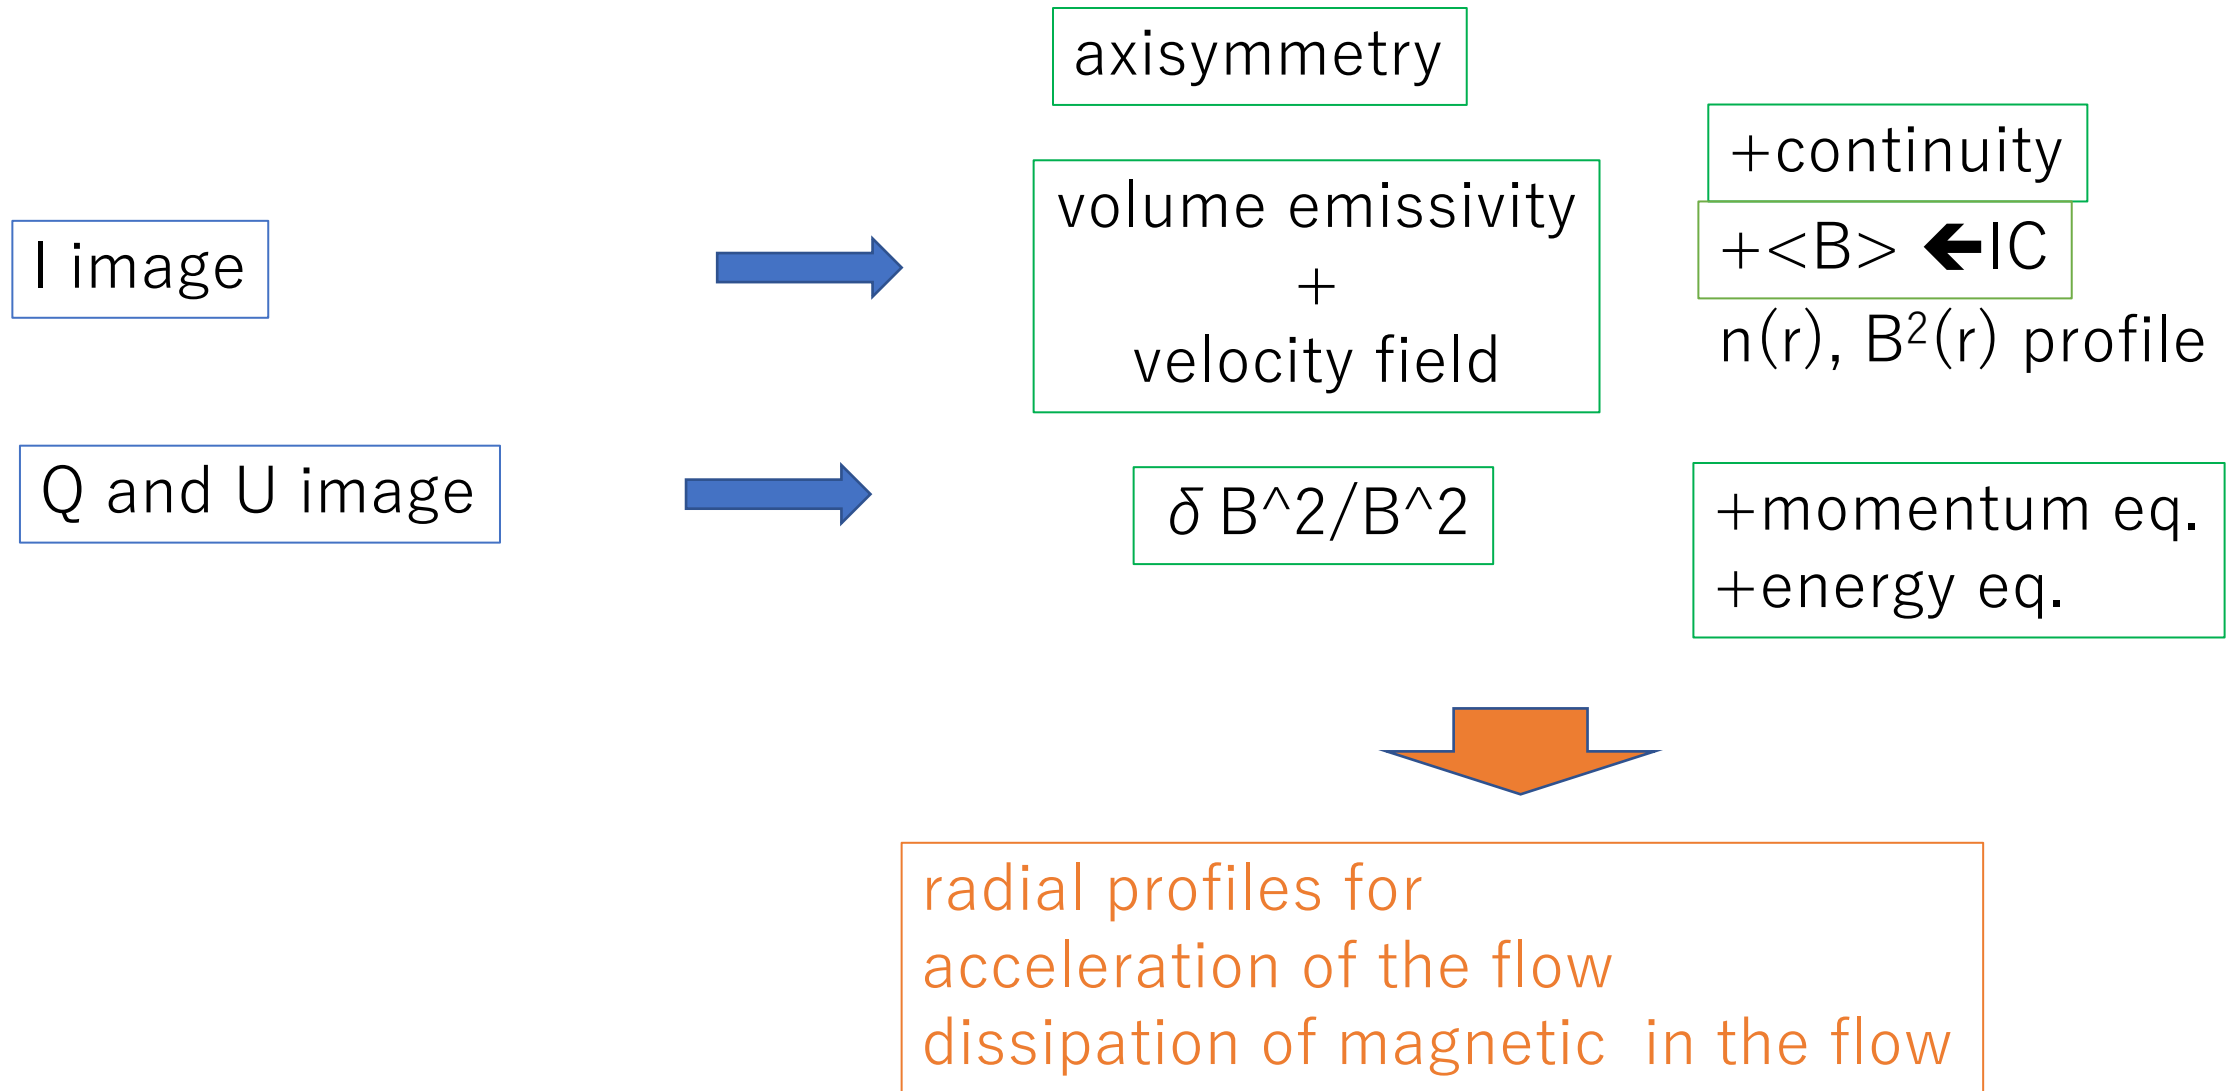 axisymmetry
I image
volume emissivity
+
velocity field
+continuity
+<B> 🡸IC
n(r), B²(r) profile
Q and U image
δB^2/B^2
+momentum eq.
+energy eq.
radial profiles for
acceleration of the flow
dissipation of magnetic  in the flow